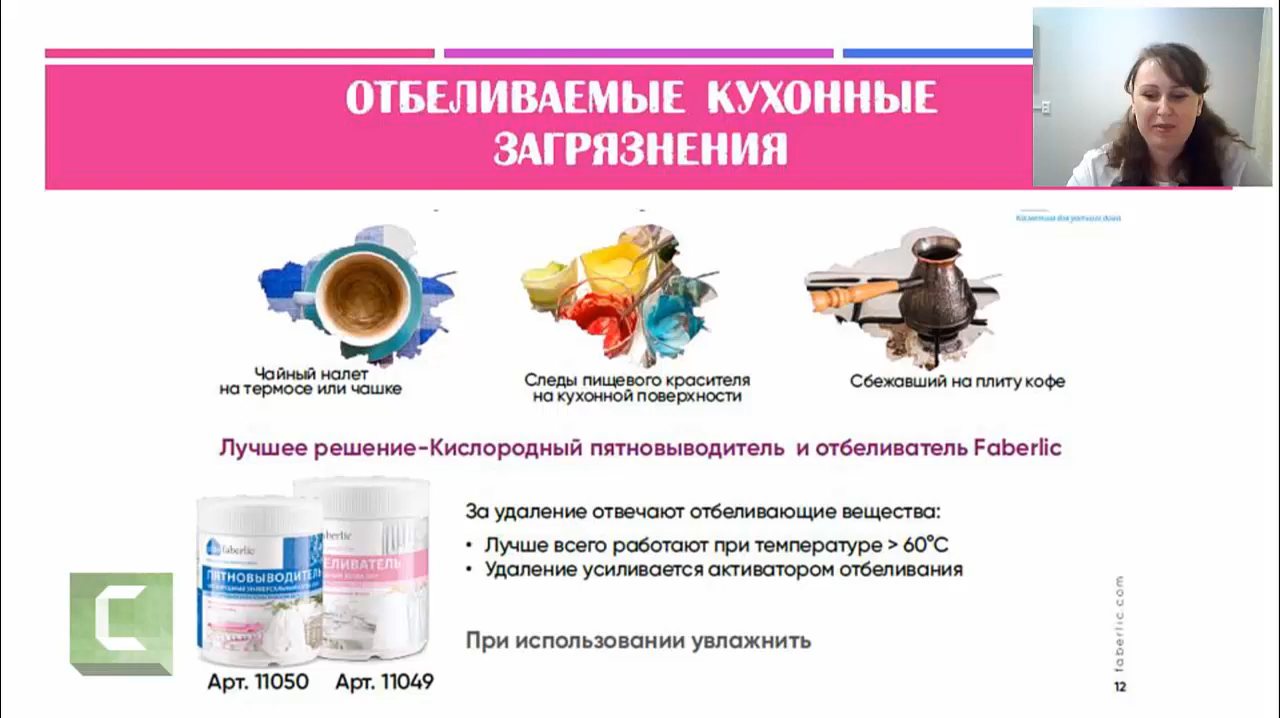 ОТБЕЛИВАЕМЫЕ КУХОННЫЕ
ЗАГРЯЗНЕНИЯ
Чайный налет
на термосе или чашке
Следы пищевого красителя
на кухонной поверхности
Сбежавший на плиту кофе
Лучшее решение-Кислородный пятновыводитель и отбеливатель Faberlic
За удаление отвечают отбеливающие вещества:
• Лучше всего работают при температуре > 60°C
• Удаление усиливается активатором отбеливания
При использовании увлажнить
faberlic
ПЯТНОВЫВОДИТЕЛЬ
berlic
ЕЛИВАТЕЛЬ
Арт. 11050 Арт. 11049
C
faberlic.com
12